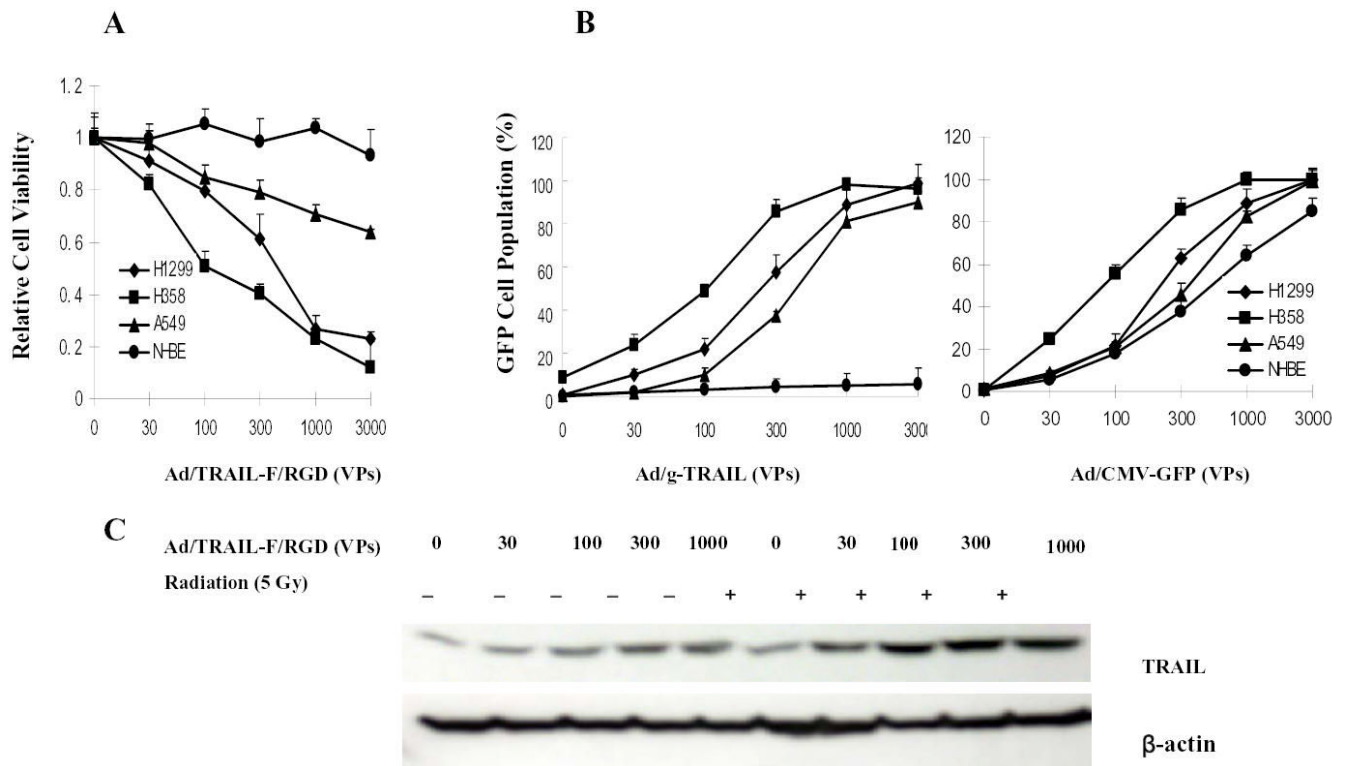 A
B
Relative Cell Viability
1.2
1
0.8
0.6
0.4
0.2
0
H1299
H358
A549
NHBE
0 30 100 300 1000 3000
Ad/TRAIL-F/RGD (VPs)
GFP Cell Population (%)
120
100
80
60
40
20
0
0 30 100 300 1000 3000
Ad/g-TRAIL (VPs)
120
100
80
60
40
20
0
H1299
H358
A549
NHBE
0 30 100 300 1000 3000
Ad/CMV-GFP (VPs)
C
Ad/TRAIL-F/RGD (VPs) 0 30 100 300 1000 0 30 100 300 1000
Radiation (5 Gy)
– – – – – + + + + +
TRAIL
β-actin